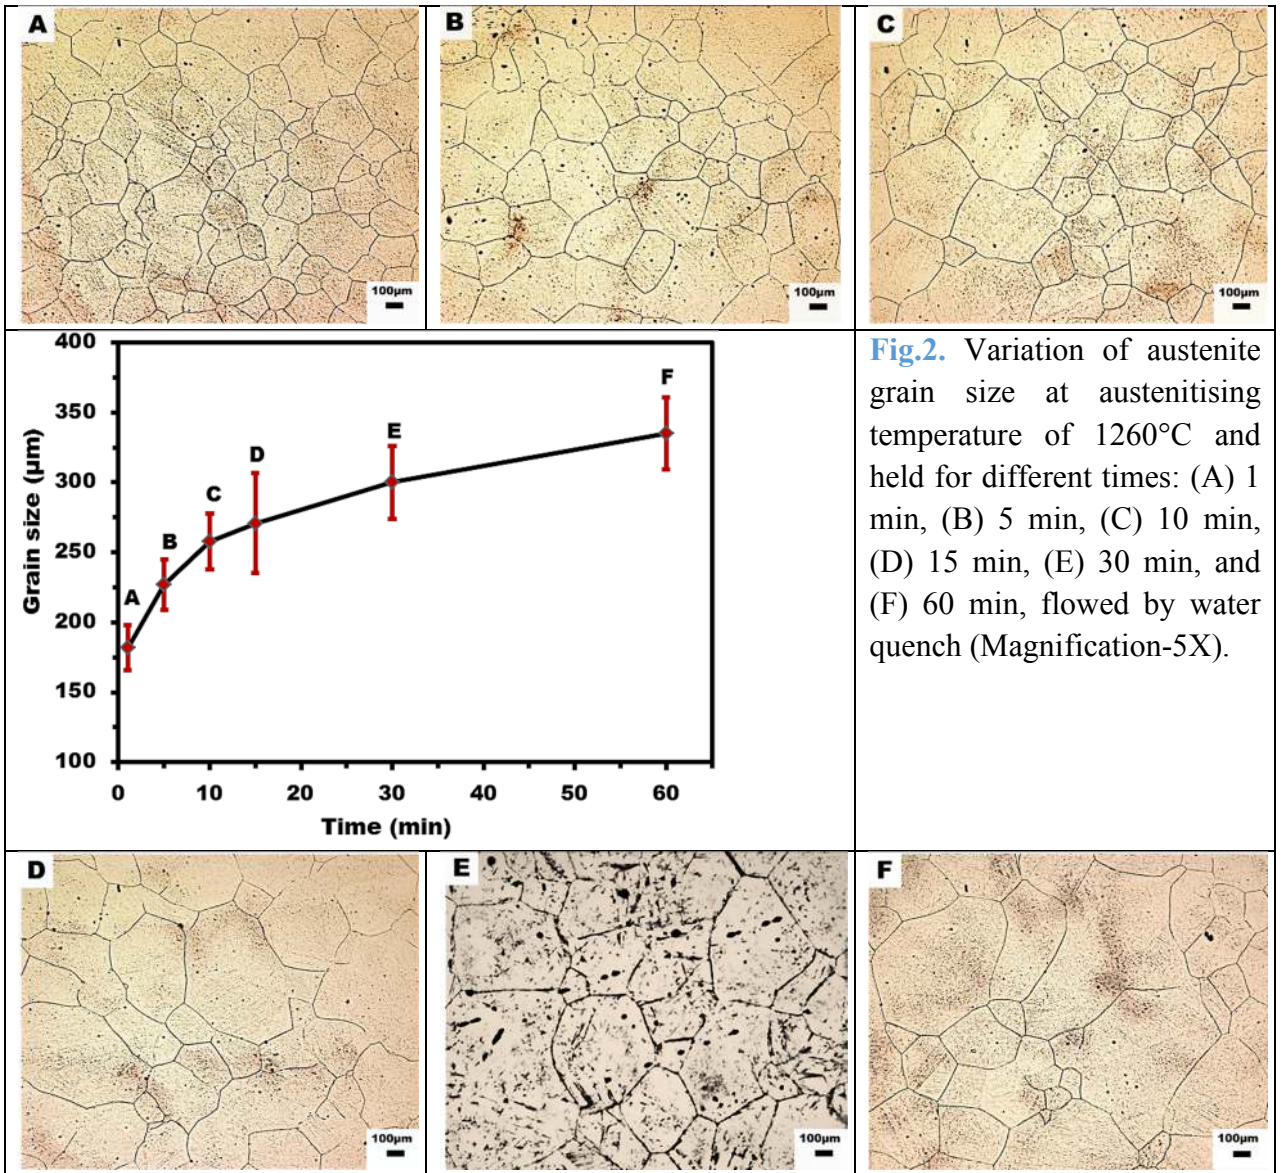 A
B
C
100µm
100µm
100µm
400
350
300
250
200
150
100
Grain size (µm)
A
B
C
D
E
F
0
10
20
30
40
50
60
Time (min)
Fig.2. Variation of austenite
grain size at austenitising
temperature of 1260°C and
held for different times: (A) 1
min, (B) 5 min, (C) 10 min,
(D) 15 min, (E) 30 min, and
(F) 60 min, flowed by water
quench (Magnification-5X).
D
E
F
100µm
100µm
100µm